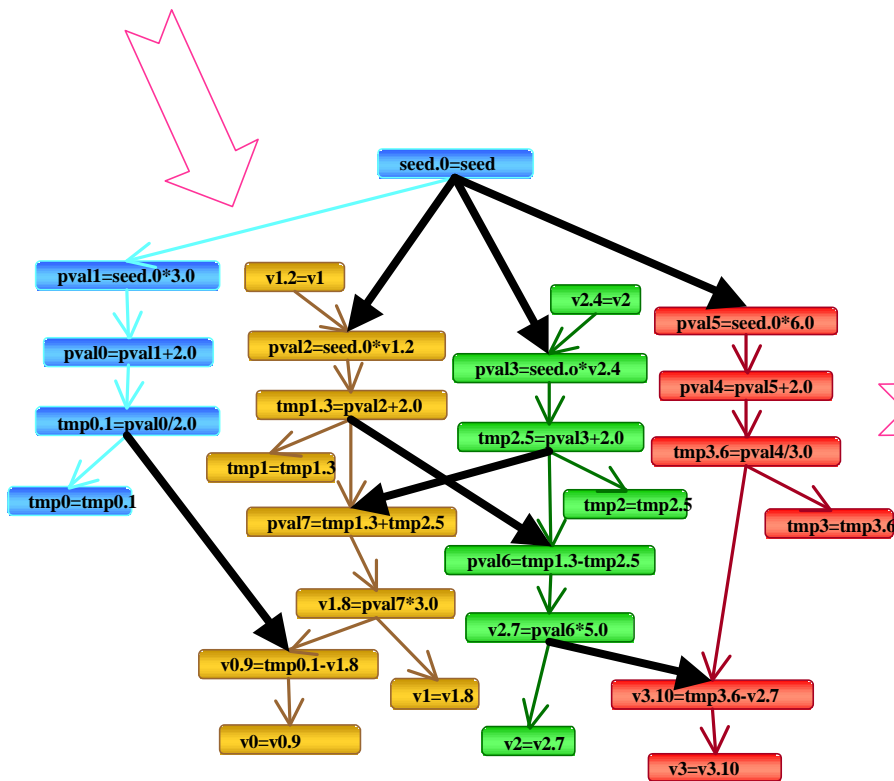 seed.0=seed
pval1=seed.0*3.0
v1.2=v1
v2.4=v2
pval5=seed.0*6.0
pval0=pval1+2.0
pval2=seed.0*v1.2
pval3=seed.o*v2.4
pval4=pval5+2.0
tmp0.1=pval0/2.0
tmp1.3=pval2+2.0
tmp2.5=pval3+2.0
tmp3.6=pval4/3.0
tmp1=tmp1.3
tmp0=tmp0.1
tmp2=tmp2.5
pval7=tmp1.3+tmp2.5
tmp3=tmp3.6
pval6=tmp1.3-tmp2.5
v1.8=pval7*3.0
v2.7=pval6*5.0
v0.9=tmp0.1-v1.8
v1=v1.8
v3.10=tmp3.6-v2.7
v0=v0.9
v2=v2.7
v3=v3.10